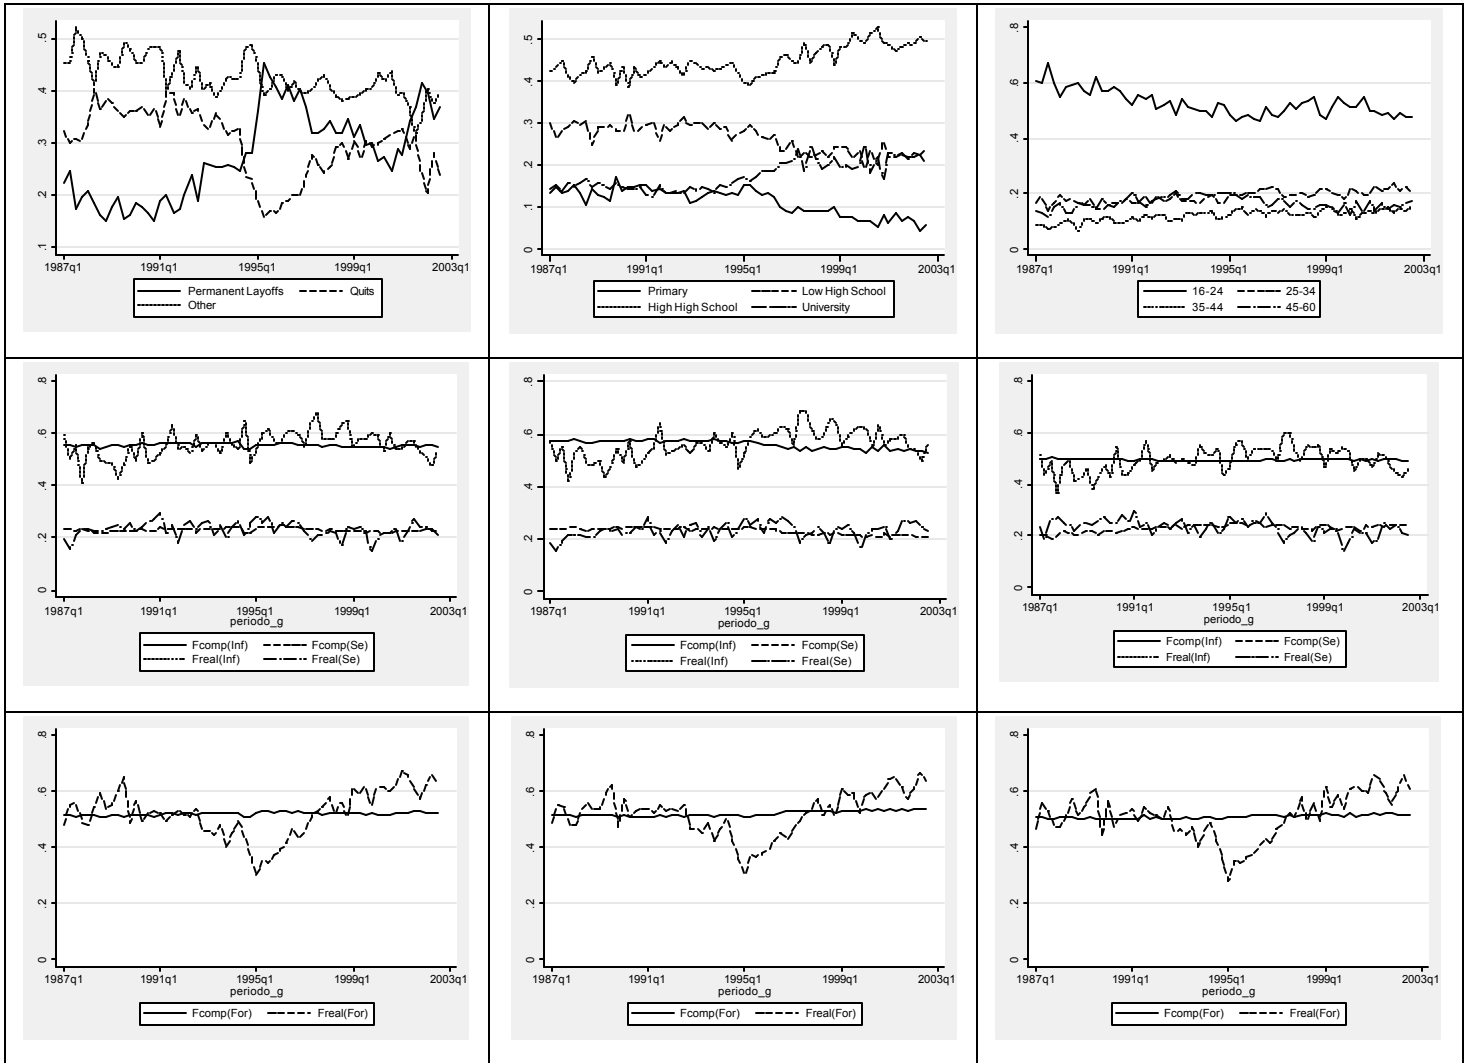 .5
.4
.3
.2
.1
1987q1 1991q1 1995q1 1999q1 2003q1
Permanent Layoffs Quits
Other
.5
.4
.3
.2
.1
0
1987q1 1991q1 1995q1 1999q1 2003q1
Primary Low High School
High High School University
.8
.6
.4
.2
0
1987q1 1991q1 1995q1 1999q1 2003q1
16-24 25-34
35-44 45-60
.8
.6
.4
.2
0
1987q1 1991q1 1995q1 1999q1 2003q1
periodo_g
Fcomp(Inf) Fcomp(Se)
Freal(Inf) Freal(Se)
.8
.6
.4
.2
0
1987q1 1991q1 1995q1 1999q1 2003q1
periodo_g
Fcomp(Inf) Fcomp(Se)
Freal(Inf) Freal(Se)
.8
.6
.4
.2
0
1987q1 1991q1 1995q1 1999q1 2003q1
periodo_g
Fcomp(Inf) Fcomp(Se)
Freal(Inf) Freal(Se)
.8
.6
.4
.2
0
1987q1 1991q1 1995q1 1999q1 2003q1
periodo_g
Fcomp(For) Freal(For)
.8
.6
.4
.2
0
1987q1 1991q1 1995q1 1999q1 2003q1
periodo_g
Fcomp(For) Freal(For)
.8
.6
.4
.2
0
1987q1 1991q1 1995q1 1999q1 2003q1
periodo_g
Fcomp(For) Freal(For)